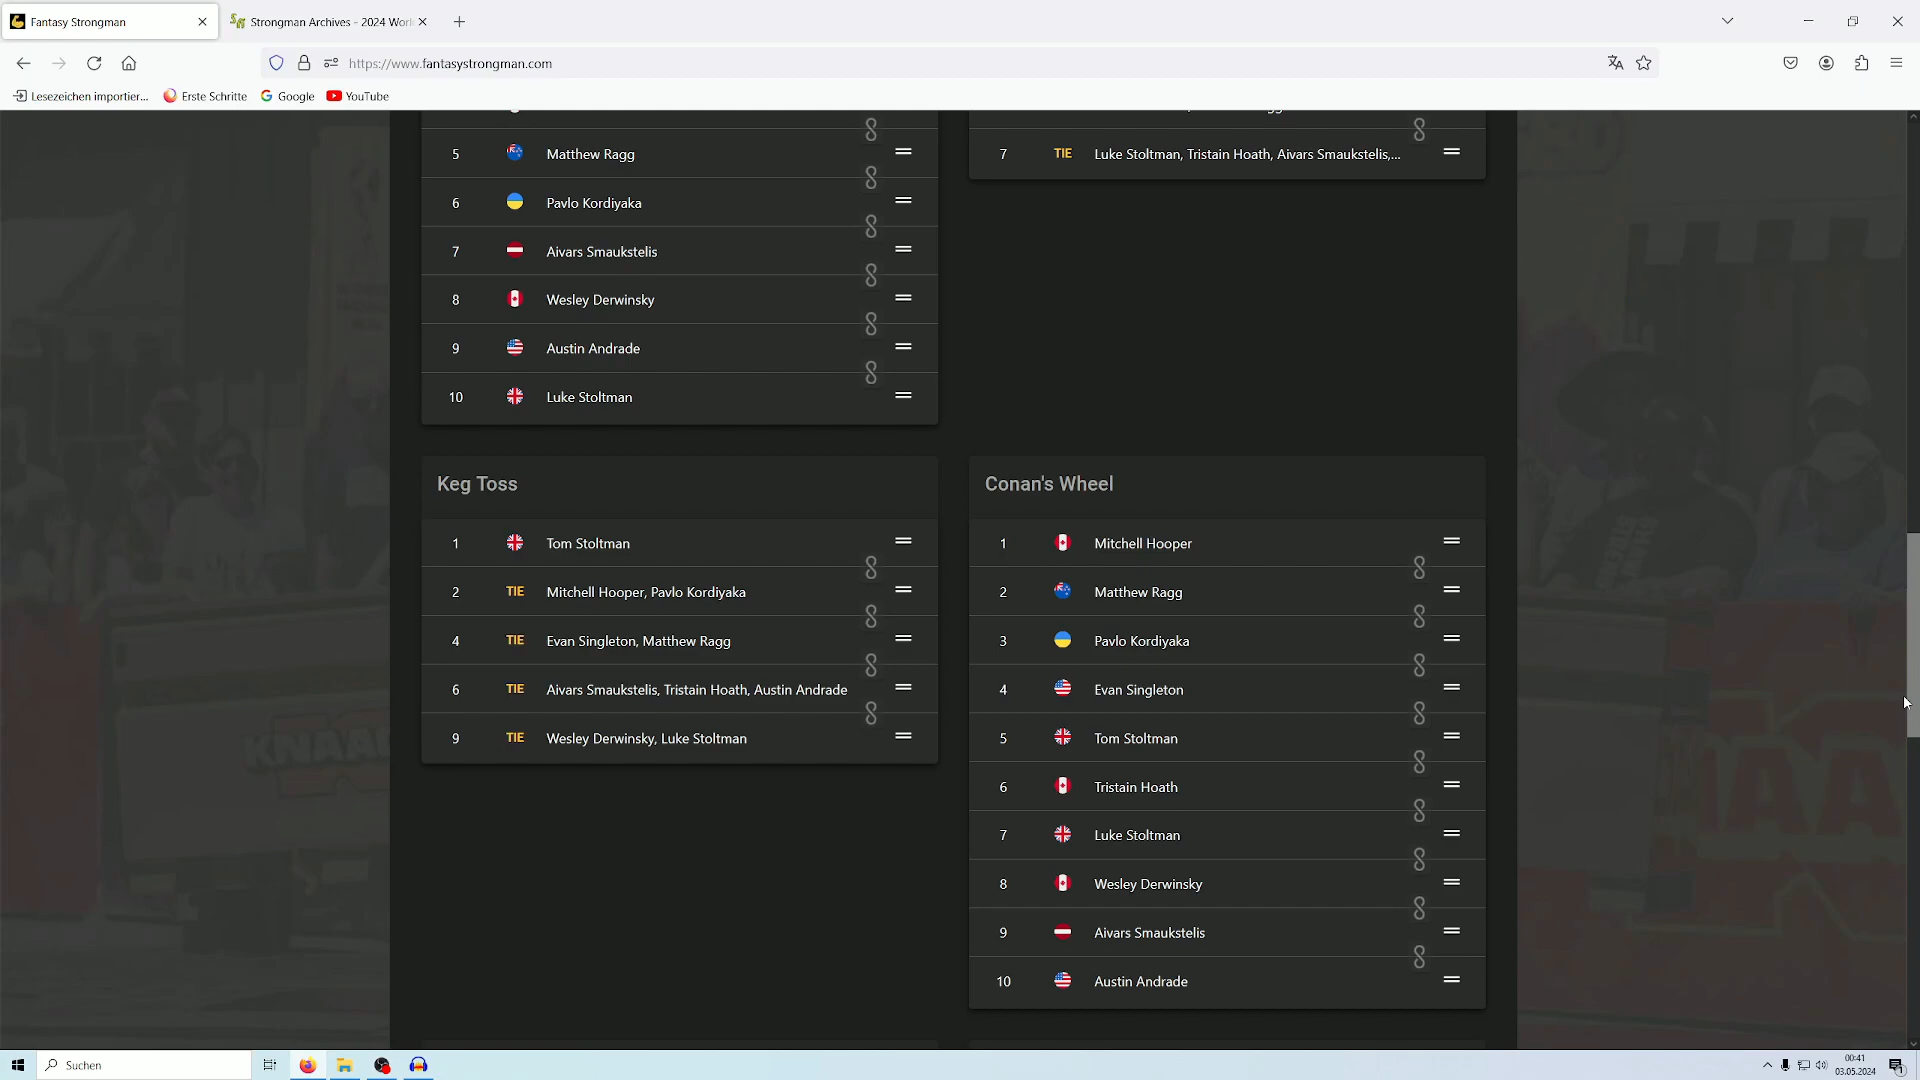 Fantasy Strongman
Strongman Archives - 2024 Worl
https://www.fantasystrongman.com
Lesezeichen importier...
Erste Schritte
Google
YouTube
5 Matthew Ragg
6 Pavlo Kordiyaka
7 Aivars Smaukstelis
8 Wesley Derwinsky
9 Austin Andrade
10 Luke Stoltman
7 TIE Luke Stoltman, Tristain Hoath, Aivars Smaukstelis,...
Keg Toss
1 Tom Stoltman
2 TIE Mitchell Hooper, Pavlo Kordiyaka
4 TIE Evan Singleton, Matthew Ragg
6 TIE Aivars Smaukstelis, Tristain Hoath, Austin Andrade
9 TIE Wesley Derwinsky, Luke Stoltman
Conan's Wheel
1 Mitchell Hooper
2 Matthew Ragg
3 Pavlo Kordiyaka
4 Evan Singleton
5 Tom Stoltman
6 Tristain Hoath
7 Luke Stoltman
8 Wesley Derwinsky
9 Aivars Smaukstelis
10 Austin Andrade
Suchen
00:41
03.05.2024